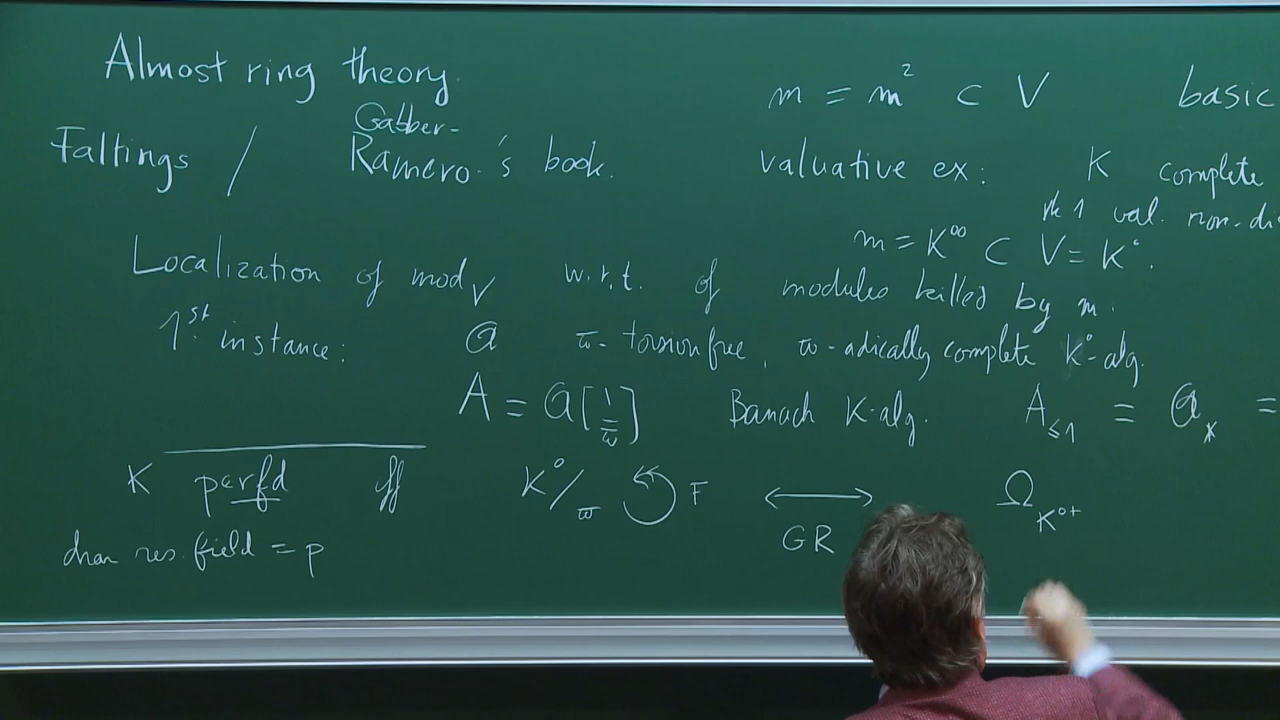 Almost ring theory
m = m² ⊂ V basic
Gabber-
Faltings / Ramero's book.
valuative ex: K complete
rk 1 val. non-di
m = K°° ⊂ V = K°.
Localization of mod_V w.r.t. of modules killed by m.
1st instance: 𝒜 ϖ-torsion free, ϖ-adically complete K°-alg.
A = 𝒜[1/ϖ] Banach K-alg. A_≤1 = 𝒜_* =
K perfd iff K°/ϖ ↺ F ⟷ Ω_K°+
GR
char res. field = p